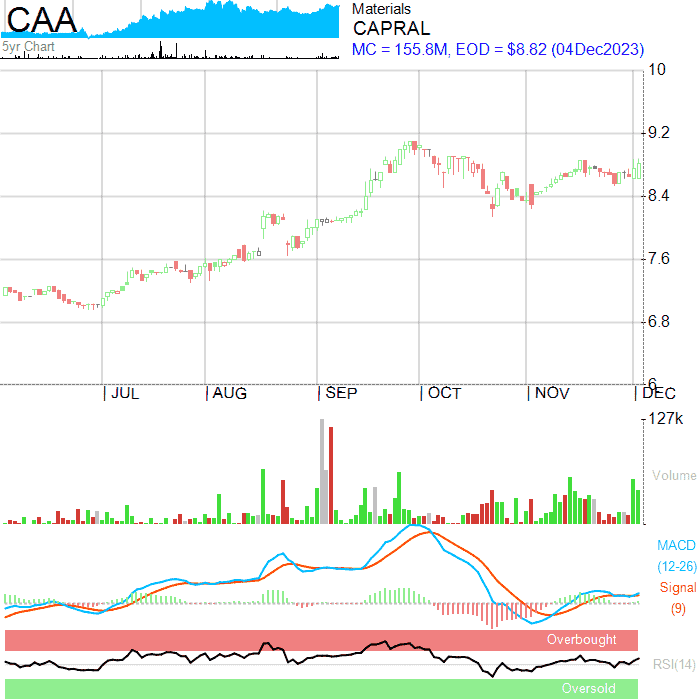 CAA
5yr Chart
Materials
CAPRAL
MC = 155.8M, EOD = $8.82 (04Dec2023)
10
9.2
8.4
7.6
6.8
6
JUL AUG SEP OCT NOV DEC
127k
Volume
MACD
(12-26)
Signal
(9)
Overbought
RSI(14)
Oversold